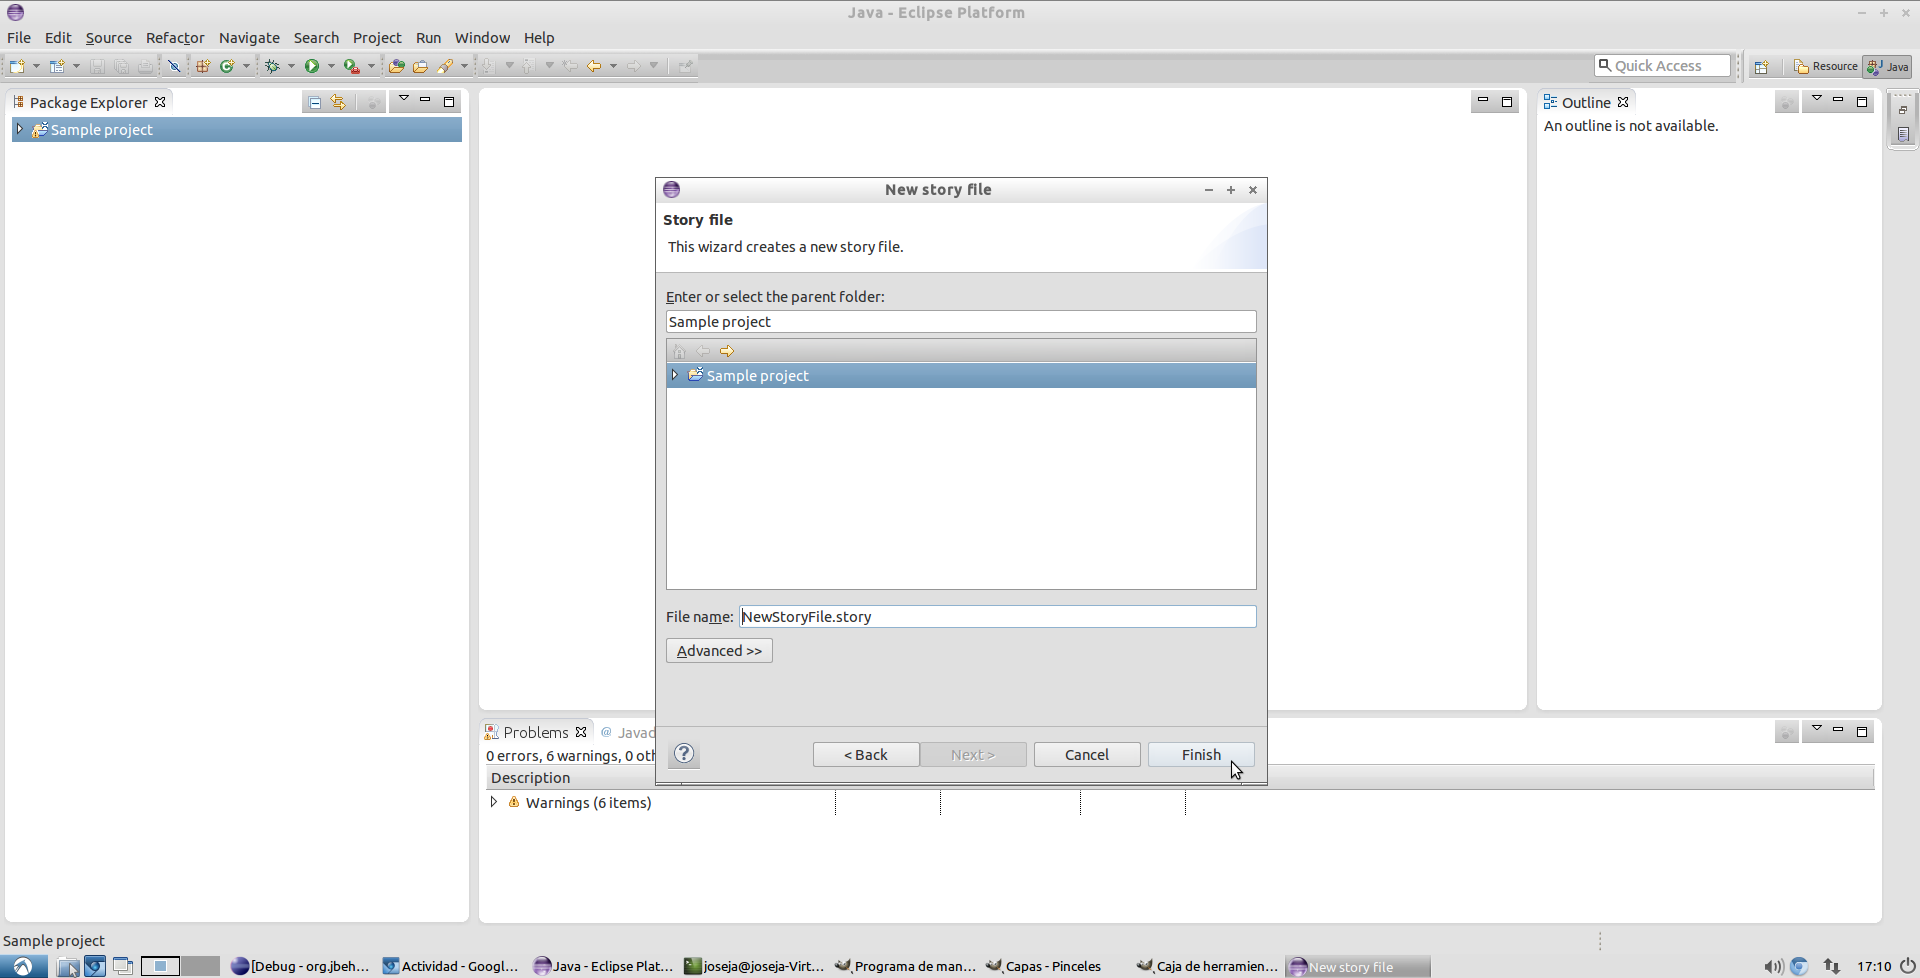 Java - Eclipse Platform
File Edit Source Refactor Navigate Search Project Run Window Help
Quick Access
Resource
Java
Package Explorer
Sample project
Outline
An outline is not available.
New story file
Story file
This wizard creates a new story file.
Enter or select the parent folder:
Sample project
Sample project
File name: NewStoryFile.story
Advanced >>
< Back Next > Cancel Finish
Problems @ Javad
0 errors, 6 warnings, 0 oth
Description
Warnings (6 items)
Sample project
[Debug - org.jbeh... Actividad - Googl... Java - Eclipse Plat... joseja@joseja-Virt... Programa de man... Capas - Pinceles Caja de herramien... New story file 17:10